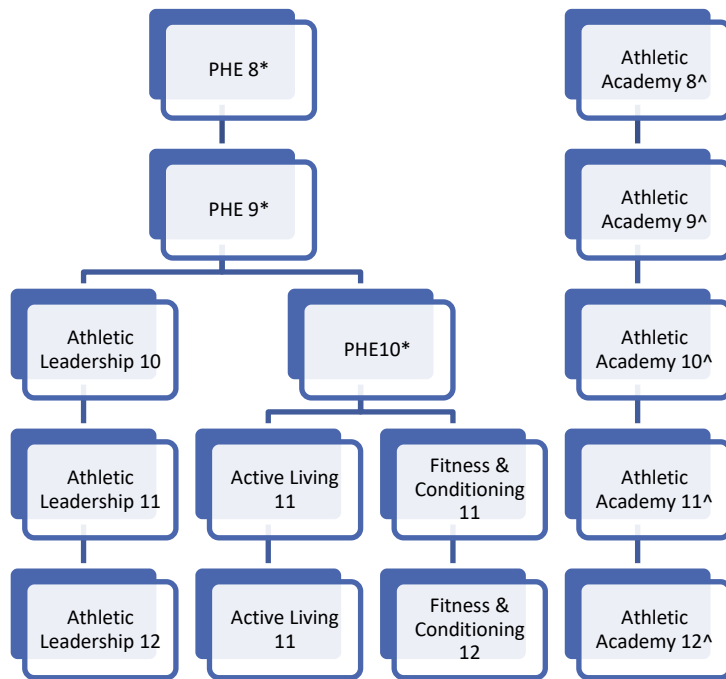 PHE 8*
Athletic
Academy 8^
PHE 9*
Athletic
Academy 9^
Athletic
Leadership 10
PHE10*
Athletic
Academy 10^
Athletic
Leadership 11
Active Living
11
Fitness &
Conditioning
11
Athletic
Academy 11^
Athletic
Leadership 12
Active Living
11
Fitness &
Conditioning
12
Athletic
Academy 12^